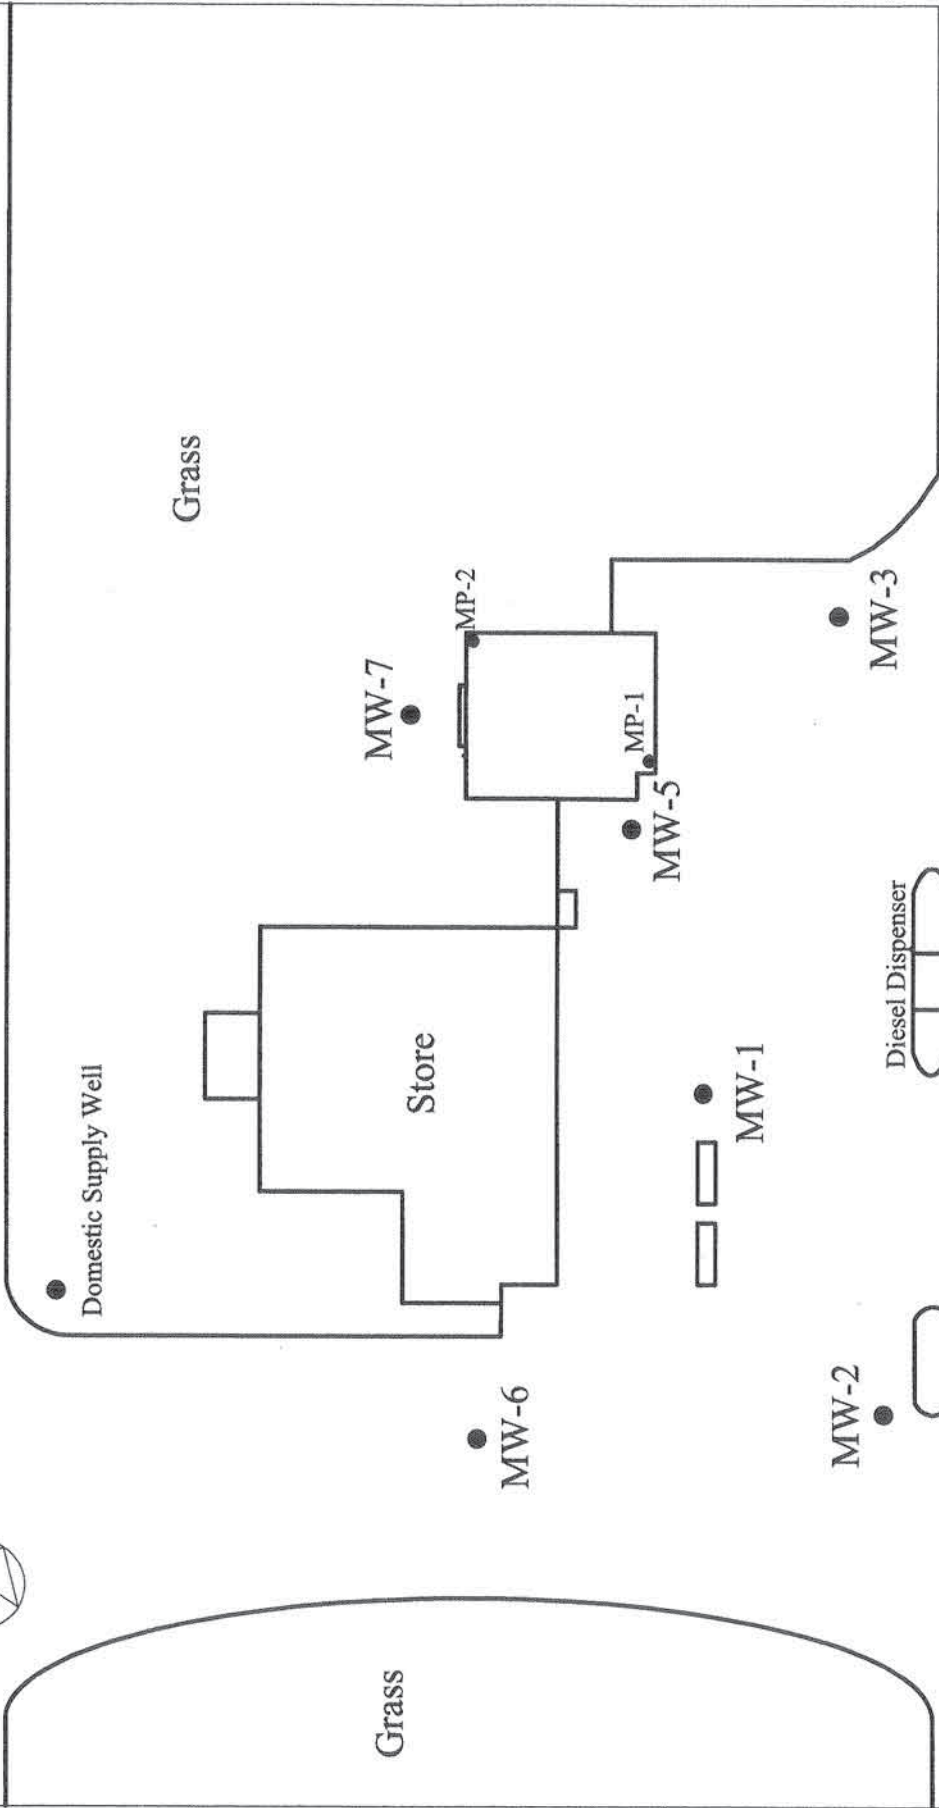 Grass
MP-2
MW-7
MW-3
MP-1
MW-5
Diesel Dispenser
Store
MW-1
Domestic Supply Well
MW-2
MW-6
Grass